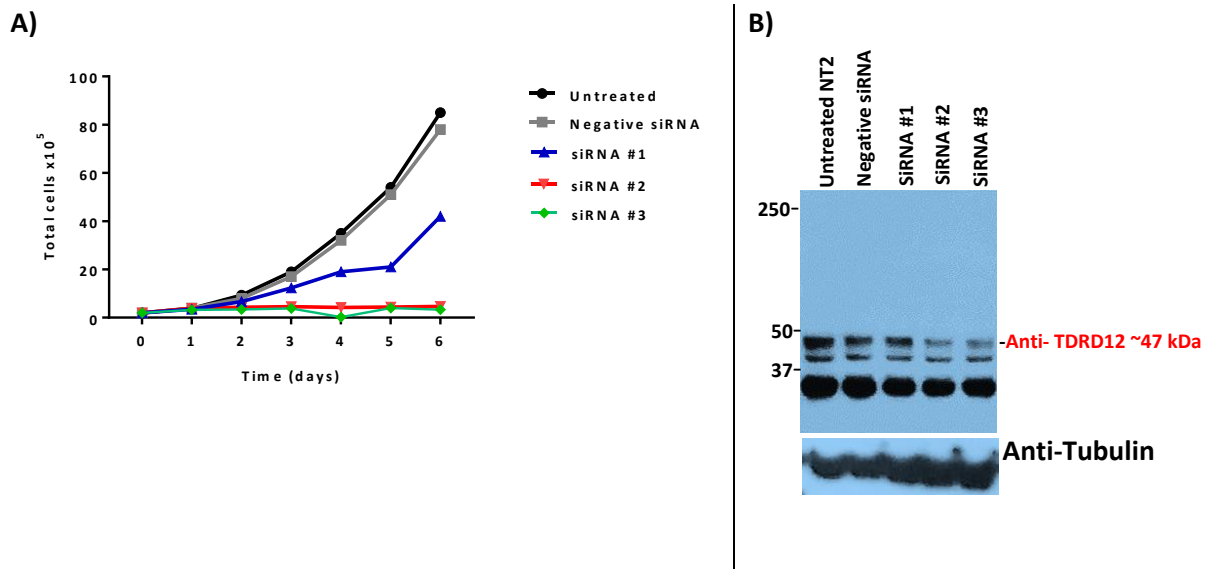 A)
100
80
60
40
20
0
Total cells x10⁵
0 1 2 3 4 5 6
Time (days)
Untreated
Negative siRNA
siRNA #1
siRNA #2
siRNA #3
B)
Untreated NT2
Negative siRNA
SiRNA #1
SiRNA #2
SiRNA #3
250-
50-
37-
-Anti- TDRD12 ~47 kDa
Anti-Tubulin